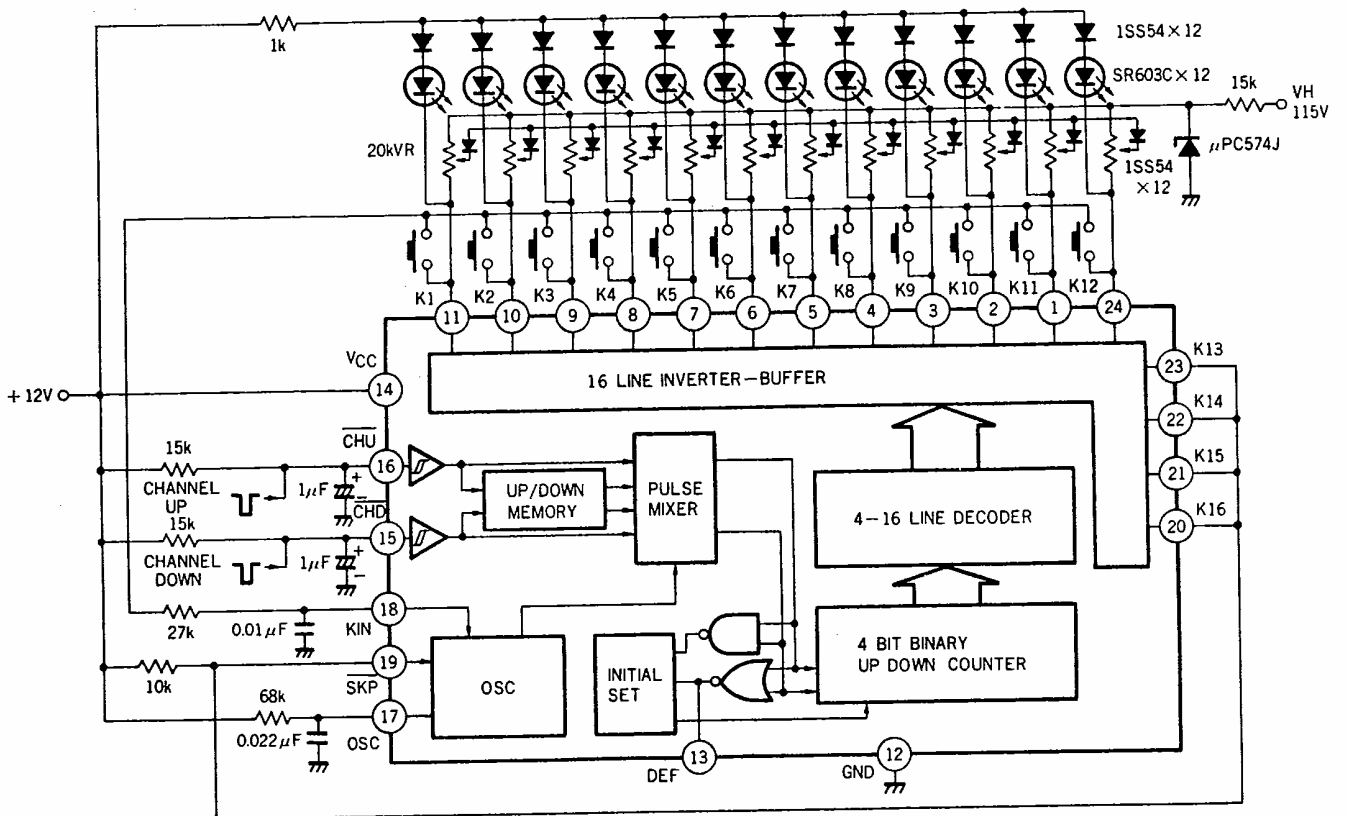 1k
1SS54×12
SR603C×12
15k
VH
115V
20kVR
μPC574J
1SS54
×12
K1
K2
K3
K4
K5
K6
K7
K8
K9
K10
K11
K12
11
10
9
8
7
6
5
4
3
2
1
24
VCC
14
+12V
16 LINE INVERTER-BUFFER
23
K13
22
K14
21
K15
20
K16
CHU
15k
16
CHANNEL
UP
1μF
+
-
UP/DOWN
MEMORY
PULSE
MIXER
4-16 LINE DECODER
CHD
15k
15
CHANNEL
DOWN
1μF
+
-
18
KIN
27k
0.01μF
19
SKP
10k
OSC
INITIAL
SET
4 BIT BINARY
UP DOWN COUNTER
68k
17
OSC
0.022μF
13
DEF
12
GND